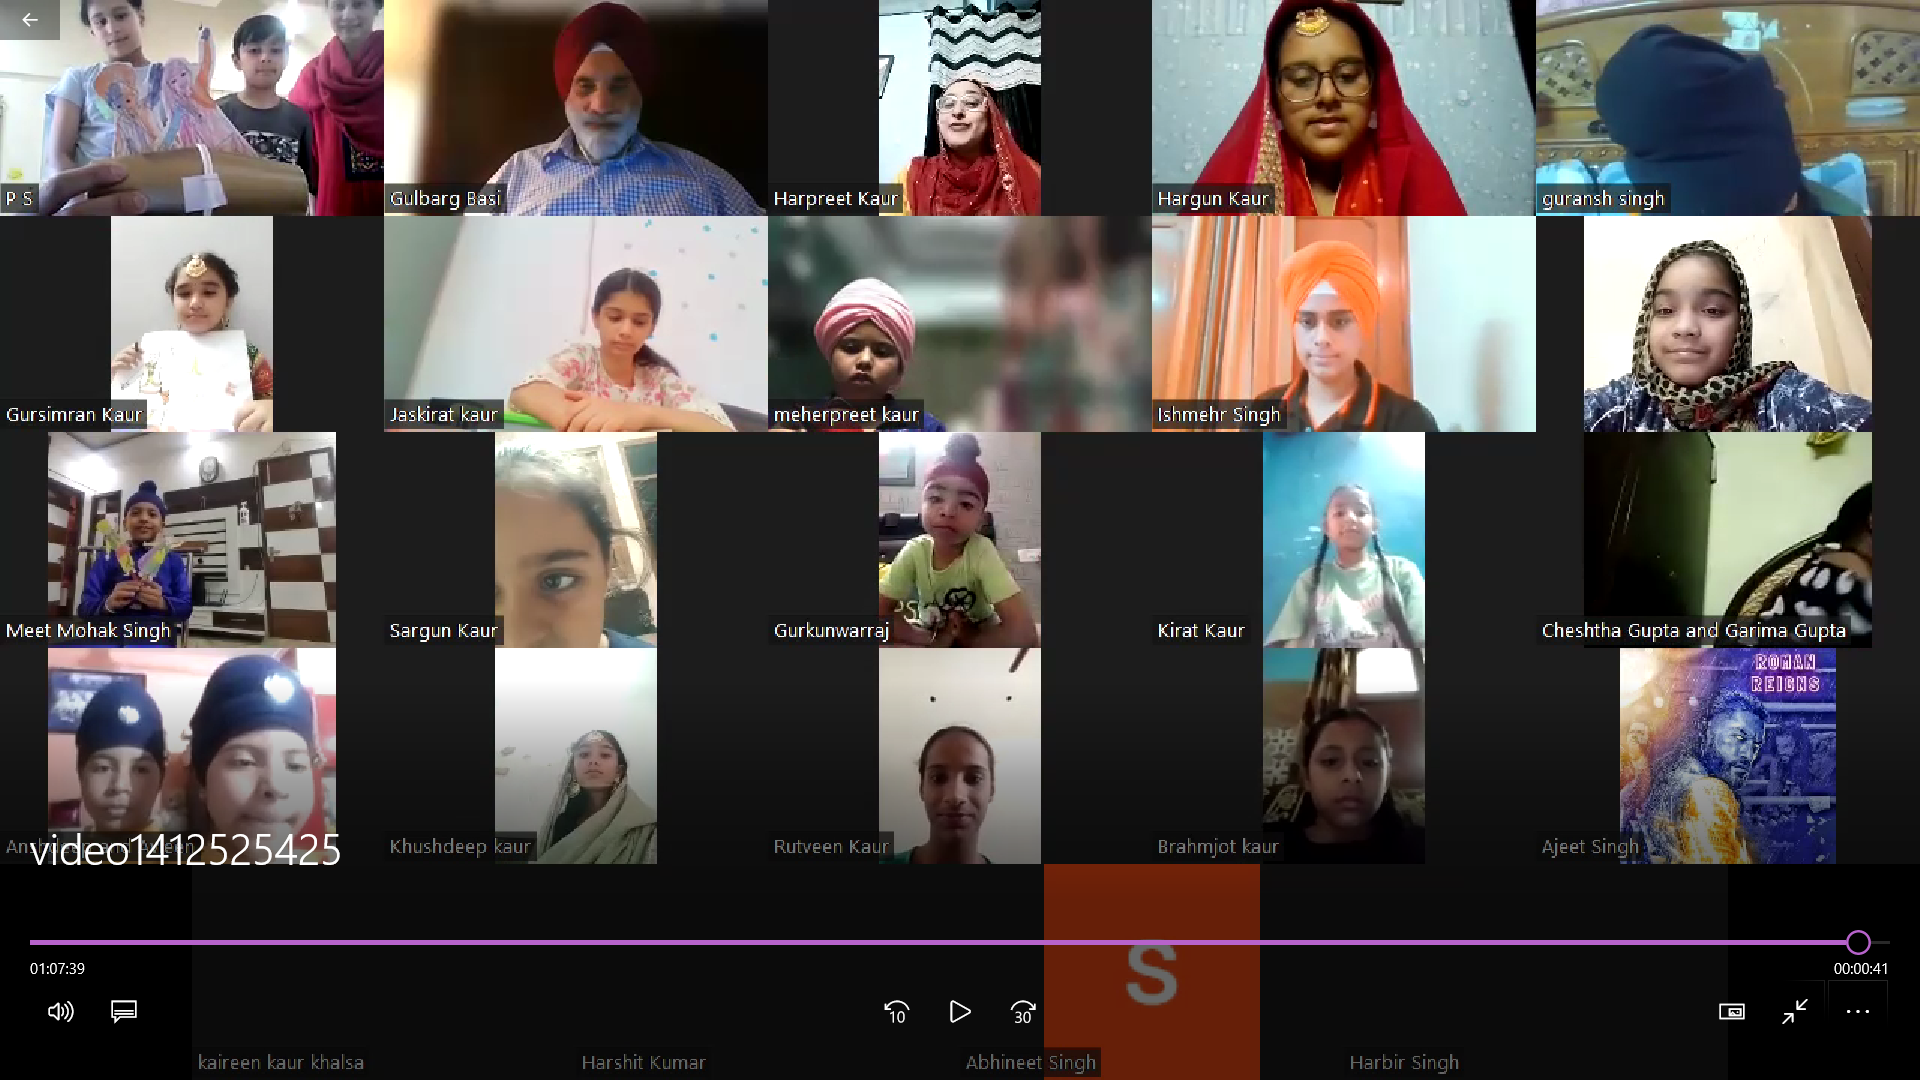 P S
Gulbarg Basi
Harpreet Kaur
Hargun Kaur
guransh singh
Gursimran Kaur
Jaskirat kaur
meherpreet kaur
Ishmehr Singh
Meet Mohak Singh
Sargun Kaur
Gurkunwarraj
Kirat Kaur
Cheshtha Gupta and Garima Gupta
ROMAN
REIGNS
video1412525425
Khushdeep kaur
Rutveen Kaur
Brahmjot kaur
Ajeet Singh
S
01:07:39
00:00:41
10
30
kaireen kaur khalsa
Harshit Kumar
Abhineet Singh
Harbir Singh